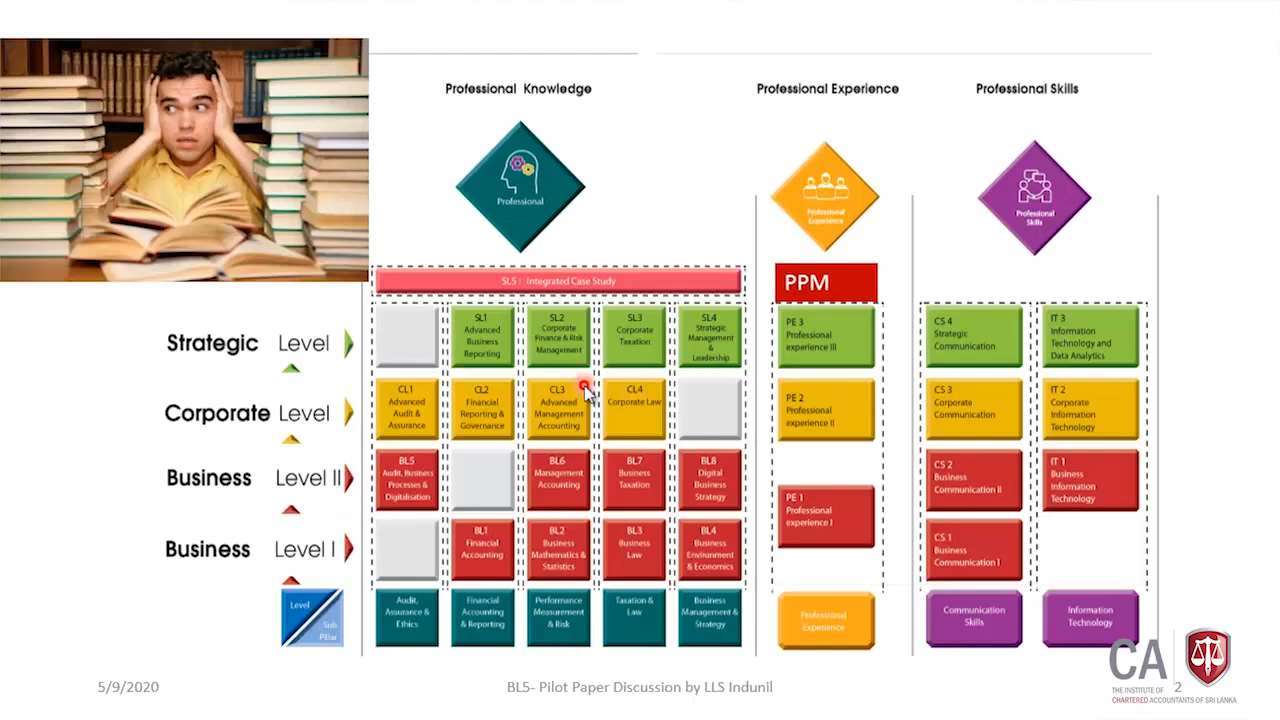 Professional Knowledge
Professional Experience
Professional Skills
Professional
Professional
Experience
Professional
Skills
SL5 : Integrated Case Study
PPM
Strategic Level
SL1
Advanced
Business
Reporting
SL2
Corporate
Finance & Risk
Management
SL3
Corporate
Taxation
SL4
Strategic
Management
&
Leadership
PE 3
Professional
experience III
CS 4
Strategic
Communication
IT 3
Information
Technology and
Data Analytics
Corporate Level
CL1
Advanced
Audit &
Assurance
CL2
Financial
Reporting &
Governance
CL3
Advanced
Management
Accounting
CL4
Corporate Law
PE 2
Professional
experience II
CS 3
Corporate
Communication
IT 2
Corporate
Information
Technology
Business Level II
BL5
Audit, Business
Processes &
Digitalisation
BL6
Management
Accounting
BL7
Business
Taxation
BL8
Digital
Business
Strategy
PE 1
Professional
experience I
CS 2
Business
Communication II
IT 1
Business
Information
Technology
Business Level I
BL1
Financial
Accounting
BL2
Business
Mathematics &
Statistics
BL3
Business
Law
BL4
Business
Environment
& Economics
CS 1
Business
Communication I
Level
Sub
Pillar
Audit,
Assurance &
Ethics
Financial
Accounting
& Reporting
Performance
Measurement
& Risk
Taxation &
Law
Business
Management &
Strategy
Professional
Experience
Communication
Skills
Information
Technology
5/9/2020
BL5- Pilot Paper Discussion by LLS Indunil
2
CA
THE INSTITUTE OF
CHARTERED ACCOUNTANTS OF SRI LANKA